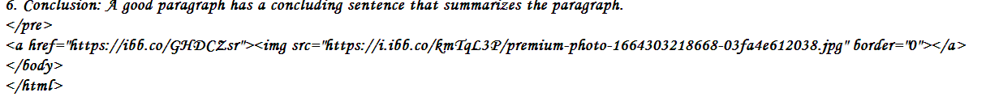 6. Conclusion: A good paragraph has a concluding sentence that summarizes the paragraph.
</pre>
<a href="https://ibb.co/GHDCZsr"><img src="https://i.ibb.co/kmTqL3P/premium-photo-1664303218668-03fa4e612038.jpg" border="0"></a>
</body>
</html>